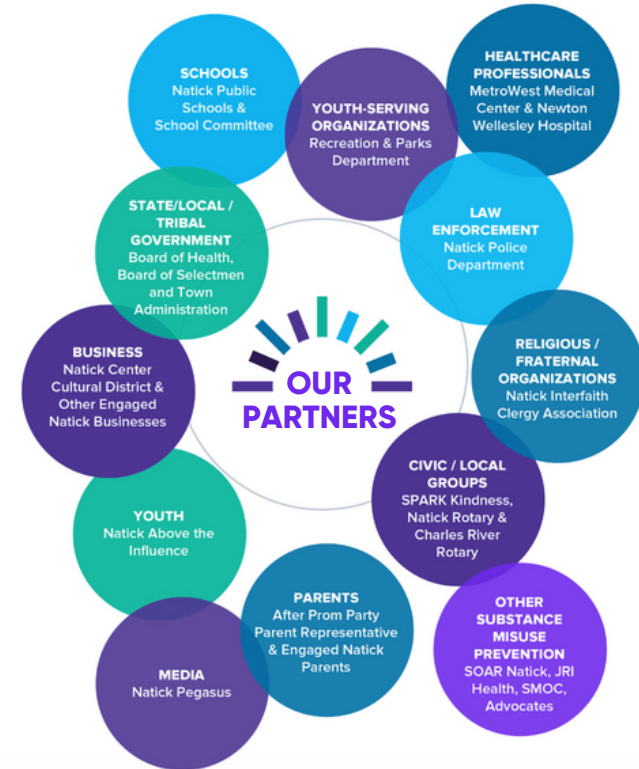 SCHOOLS
Natick Public
Schools &
School Committee
YOUTH-SERVING
ORGANIZATIONS
Recreation & Parks
Department
HEALTHCARE
PROFESSIONALS
MetroWest Medical
Center & Newton
Wellesley Hospital
STATE/LOCAL /
TRIBAL
GOVERNMENT
Board of Health,
Board of Selectmen
and Town
Administration
LAW
ENFORCEMENT
Natick Police
Department
BUSINESS
Natick Center
Cultural District &
Other Engaged
Natick Businesses
OUR
PARTNERS
RELIGIOUS /
FRATERNAL
ORGANIZATIONS
Natick Interfaith
Clergy Association
CIVIC / LOCAL
GROUPS
SPARK Kindness,
Natick Rotary &
Charles River
Rotary
YOUTH
Natick Above the
Influence
PARENTS
After Prom Party
Parent Representative
& Engaged Natick
Parents
OTHER
SUBSTANCE
MISUSE
PREVENTION
SOAR Natick, JRI
Health, SMOC,
Advocates
MEDIA
Natick Pegasus